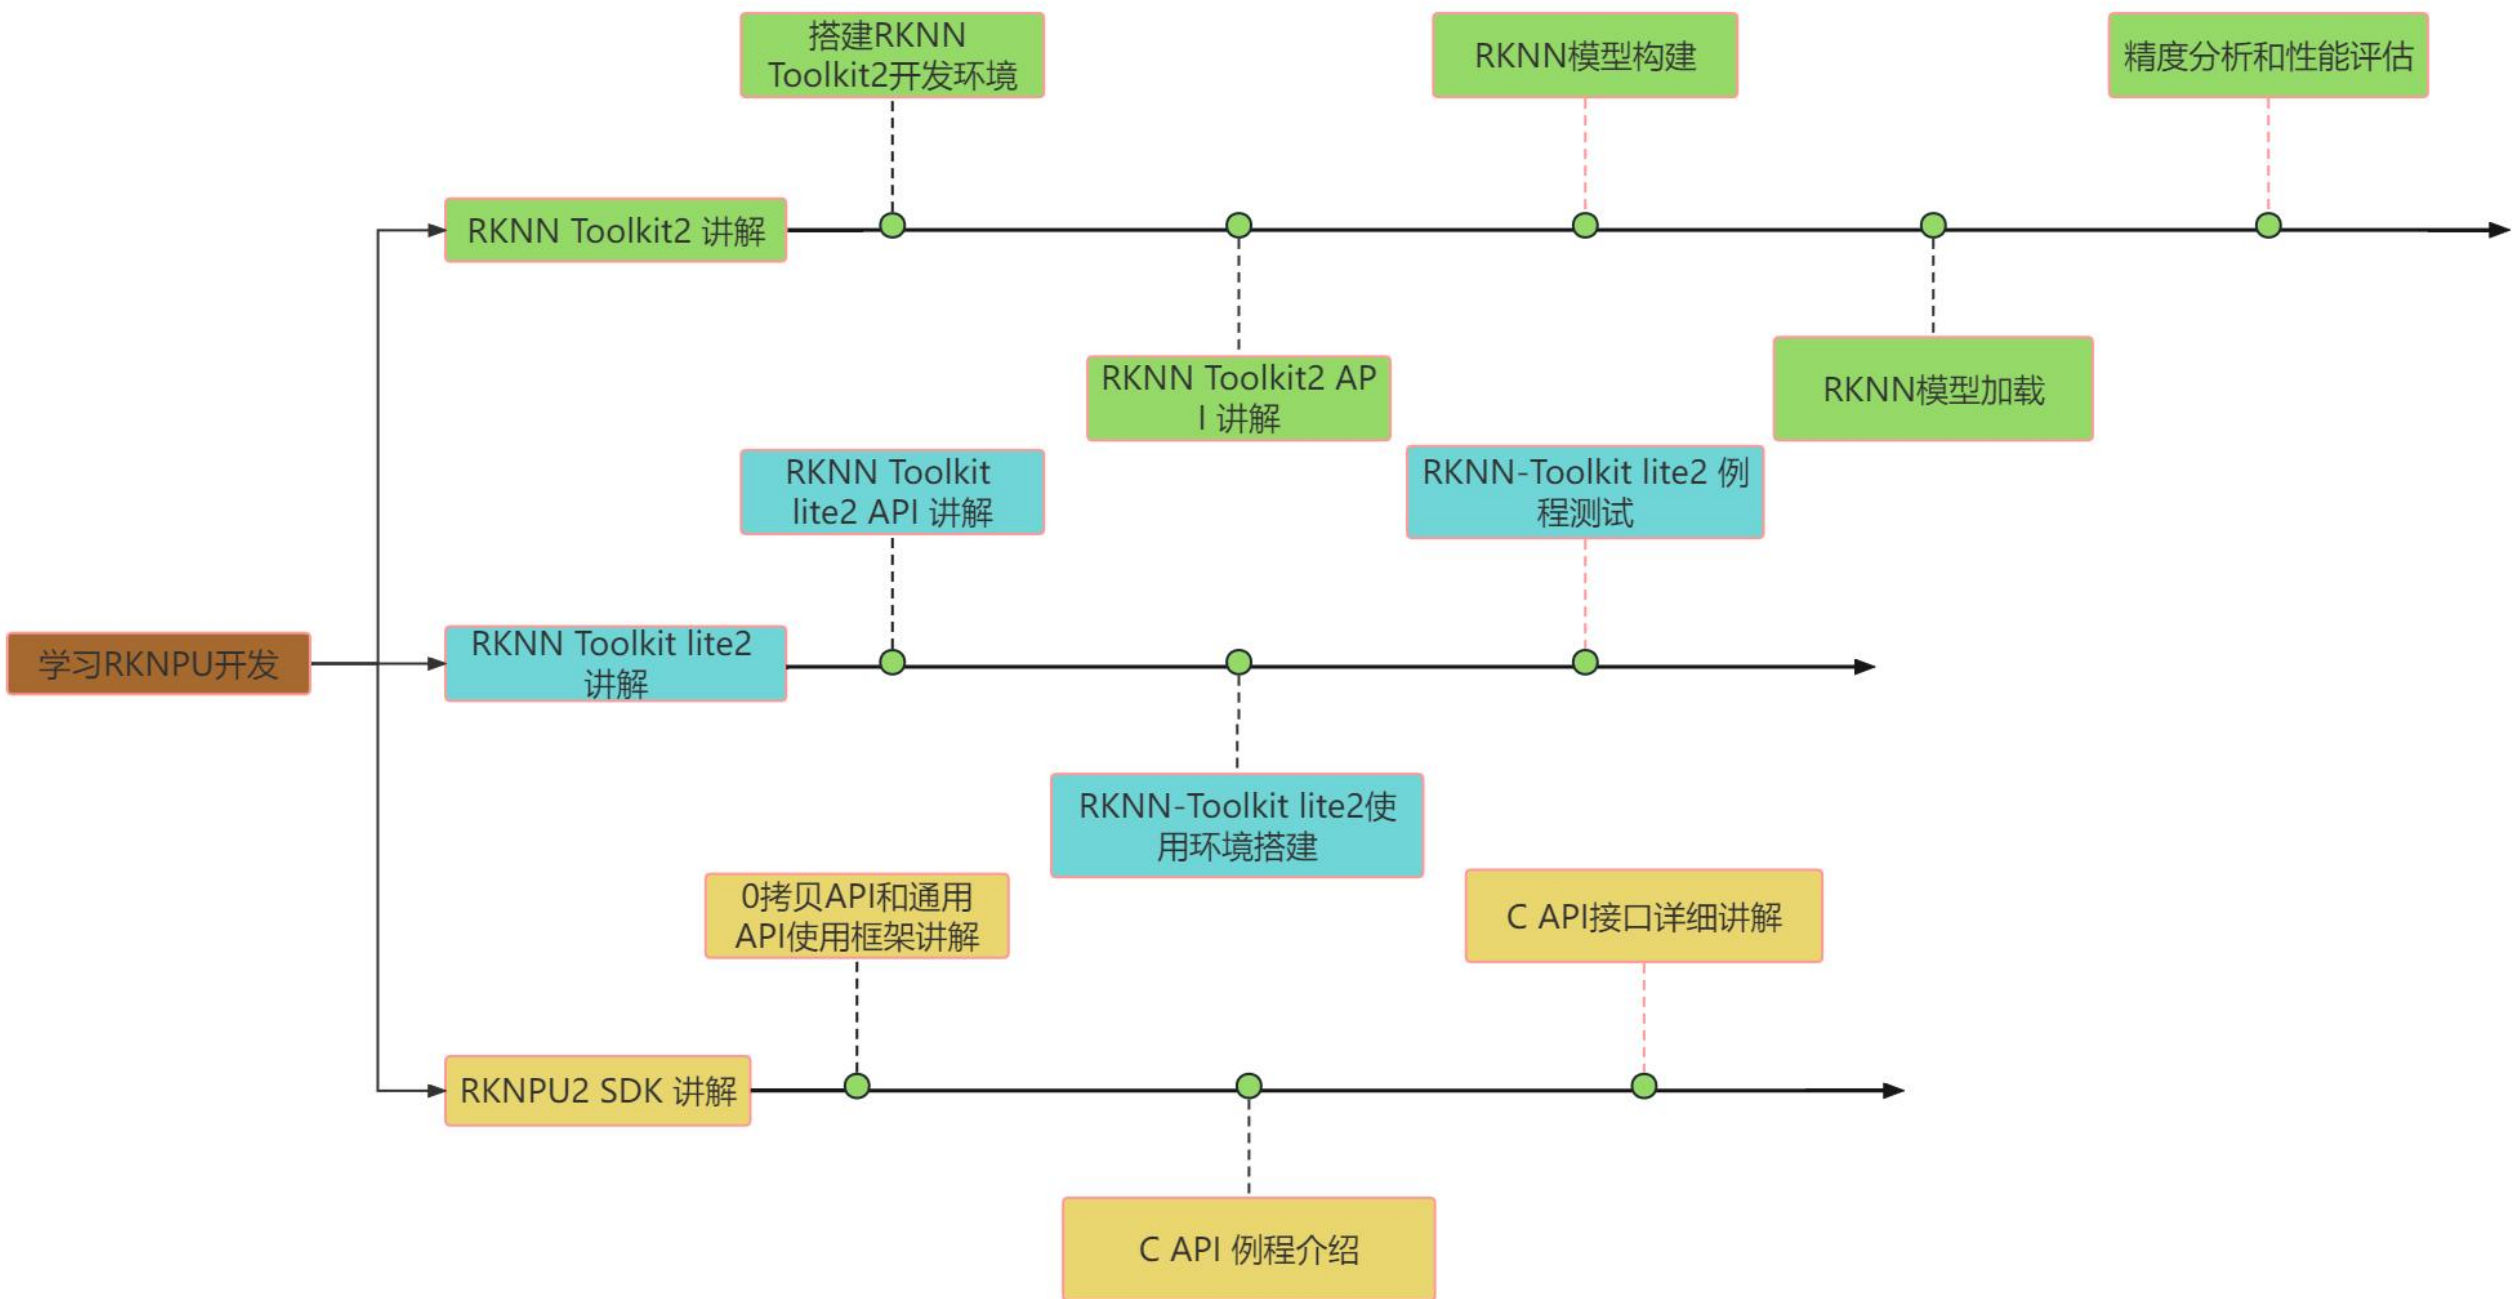 搭建RKNN
Toolkit2开发环境
RKNN模型构建
精度分析和性能评估
RKNN Toolkit2 讲解
RKNN Toolkit2 AP
I 讲解
RKNN模型加载
RKNN Toolkit
lite2 API 讲解
RKNN-Toolkit lite2 例
程测试
学习RKNPU开发
RKNN Toolkit lite2
讲解
RKNN-Toolkit lite2使
用环境搭建
0拷贝API和通用
API使用框架讲解
C API接口详细讲解
RKNPU2 SDK 讲解
C API 例程介绍